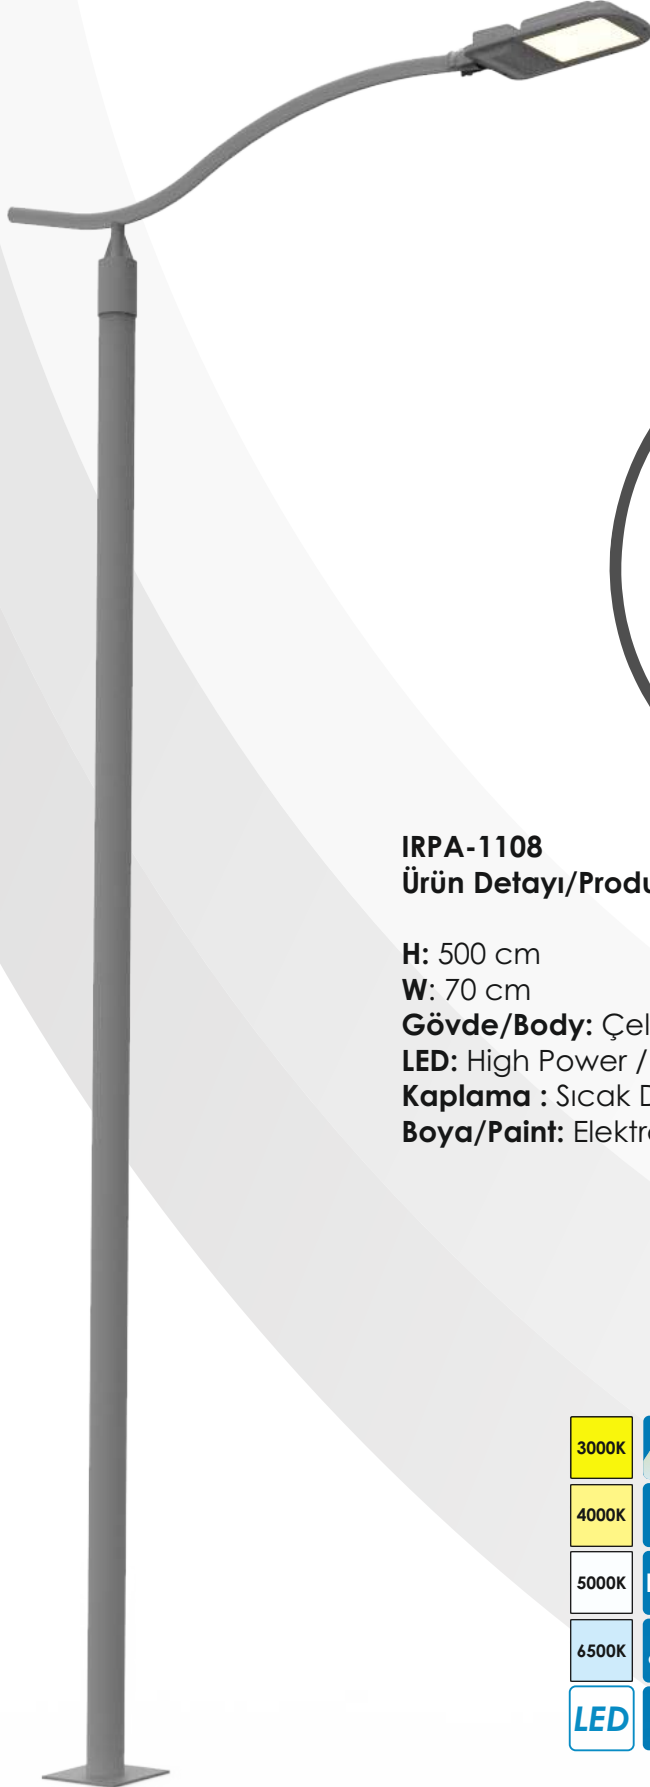 IRPA-1108
Ürün Detayı/Produ
H: 500 cm
W: 70 cm
Gövde/Body: Çel
LED: High Power /
Kaplama : Sıcak D
Boya/Paint: Elektr
3000K
4000K
5000K
6500K
LED